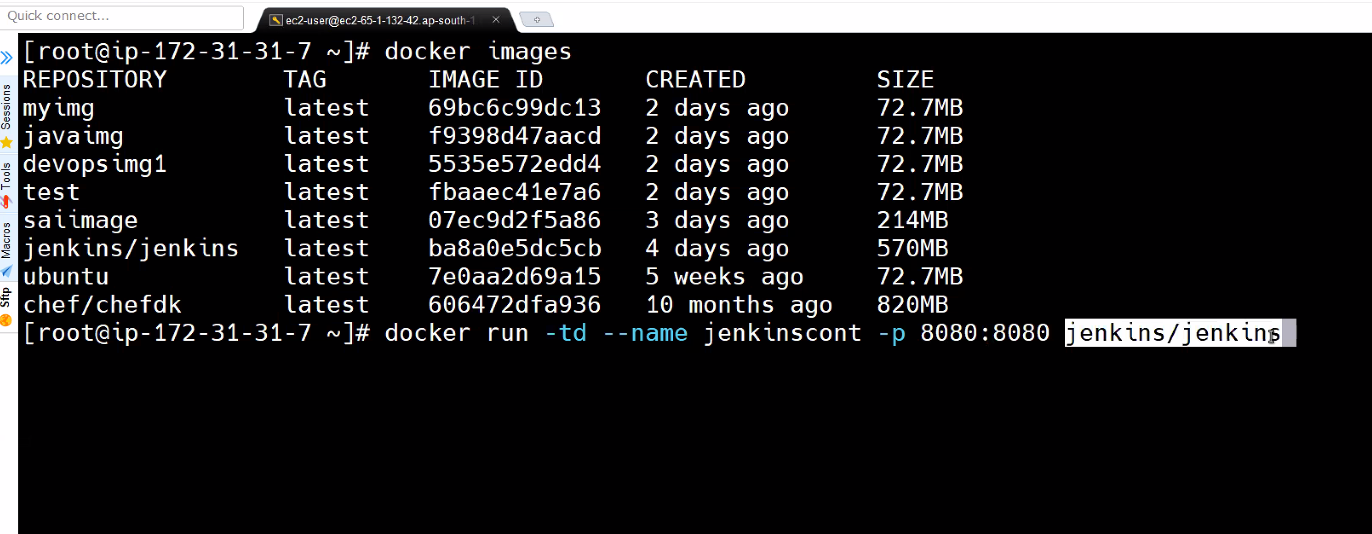 Quick connect...
ec2-user@ec2-65-1-132-42.ap-south-1
[root@ip-172-31-31-7 ~]# docker images
REPOSITORY TAG IMAGE ID CREATED SIZE
myimg latest 69bc6c99dc13 2 days ago 72.7MB
javaimg latest f9398d47aacd 2 days ago 72.7MB
devopsimg1 latest 5535e572edd4 2 days ago 72.7MB
test latest fbaaec41e7a6 2 days ago 72.7MB
saiimage latest 07ec9d2f5a86 3 days ago 214MB
jenkins/jenkins latest ba8a0e5dc5cb 4 days ago 570MB
ubuntu latest 7e0aa2d69a15 5 weeks ago 72.7MB
chef/chefdk latest 606472dfa936 10 months ago 820MB
[root@ip-172-31-31-7 ~]# docker run -td --name jenkinscont -p 8080:8080 jenkins/jenkins
Sessions
Tools
Macros
Sftp